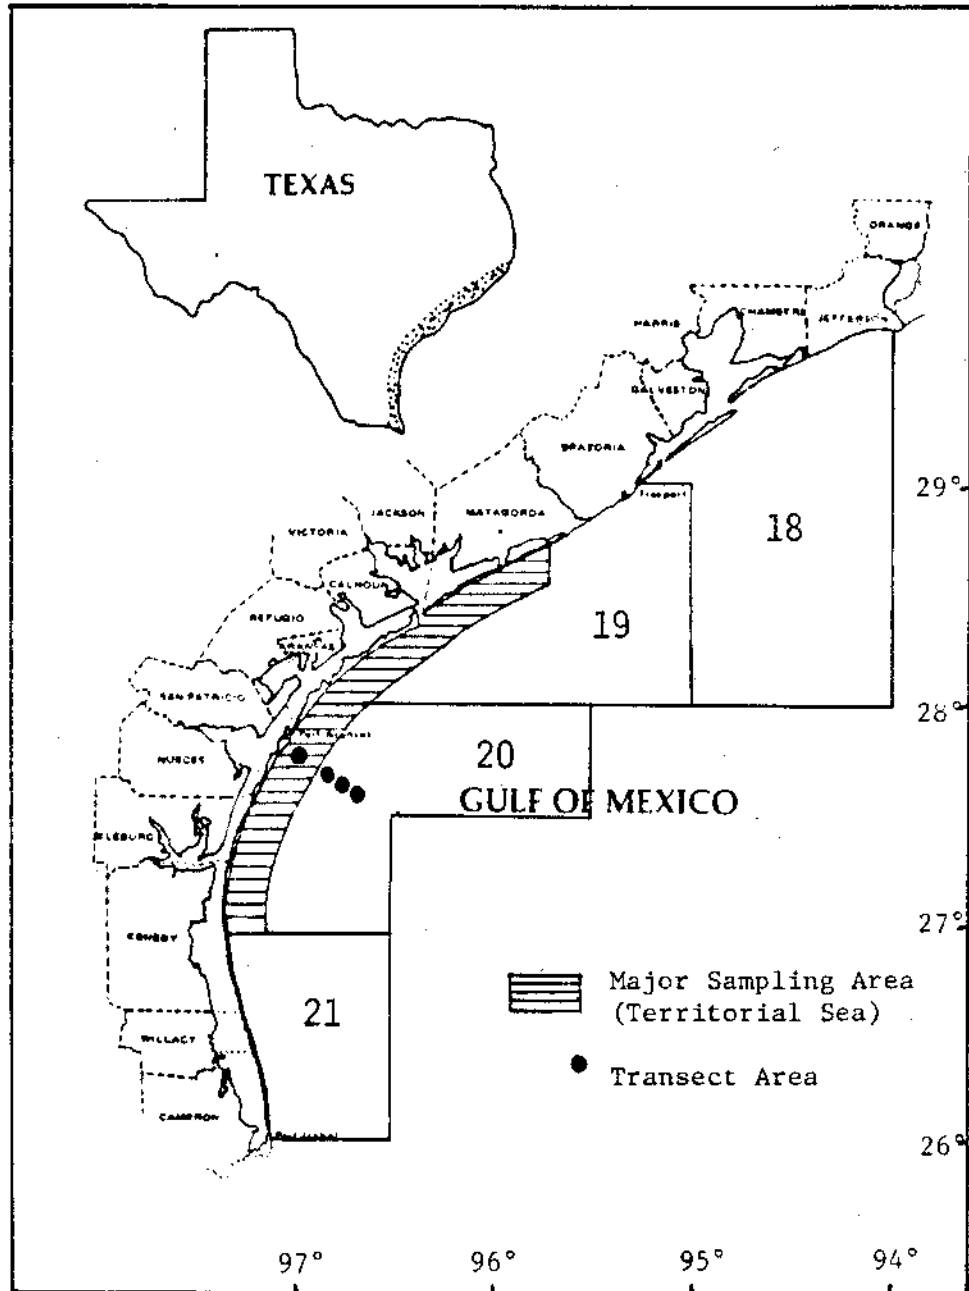 TEXAS
ORANGE
CHAMBERS
JEFFERSON
HARRIS
GALVESTON
BRAZORIA
29°
Freeport
18
JACKSON
MATAGORDA
VICTORIA
CALHOUN
19
REFUGIO
ARANSAS
SAN PATRICIO
28°
Port Aransas
20
NUECES
GULF OF MEXICO
KLEBURG
27°
KENEDY
Major Sampling Area
(Territorial Sea)
21
WILLACY
Transect Area
CAMERON
Port Isabel
26°
97°
96°
95°
94°